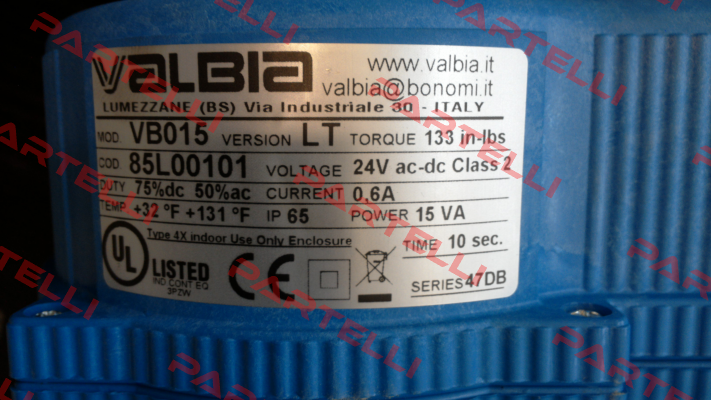 VALBIA
www.valbia.it
valbia@bonomi.it
LUMEZZANE (BS) Via Industriale 30 - ITALY
MOD. VB015 VERSION LT TORQUE 133 in-lbs
COD. 85L00101 VOLTAGE 24V ac-dc Class 2
DUTY 75%dc 50%ac CURRENT 0.6A
TEMP. +32 °F +131 °F IP 65 POWER 15 VA
Type 4X indoor Use Only Enclosure
TIME 10 sec.
UL LISTED
IND CONT EQ
3PZW
CE
SERIES 47DB
PARTELLI
PARTELLI
PARTELLI
PARTELLI
PARTELLI
PARTELLI
PARTELLI
PARTELLI